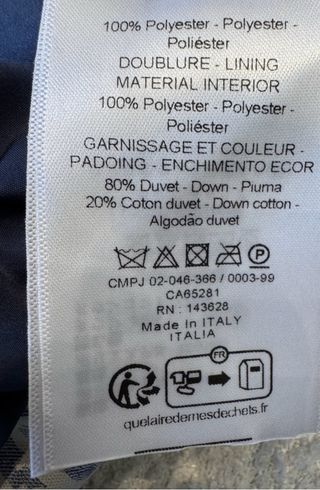 100% Polyester - Polyester -
Poliéster
DOUBLURE - LINING
MATERIAL INTERIOR
100% Polyester - Polyester -
Poliéster
GARNISSAGE ET COULEUR -
PADOING - ENCHIMENTO ECOR
80% Duvet - Down - Piuma
20% Coton duvet - Down cotton -
Algodão duvet
P
CMPJ 02-046-366 / 0003-99
CA65281
RN : 143628
Made in ITALY
ITALIA
FR
quelairedemesdechets.fr